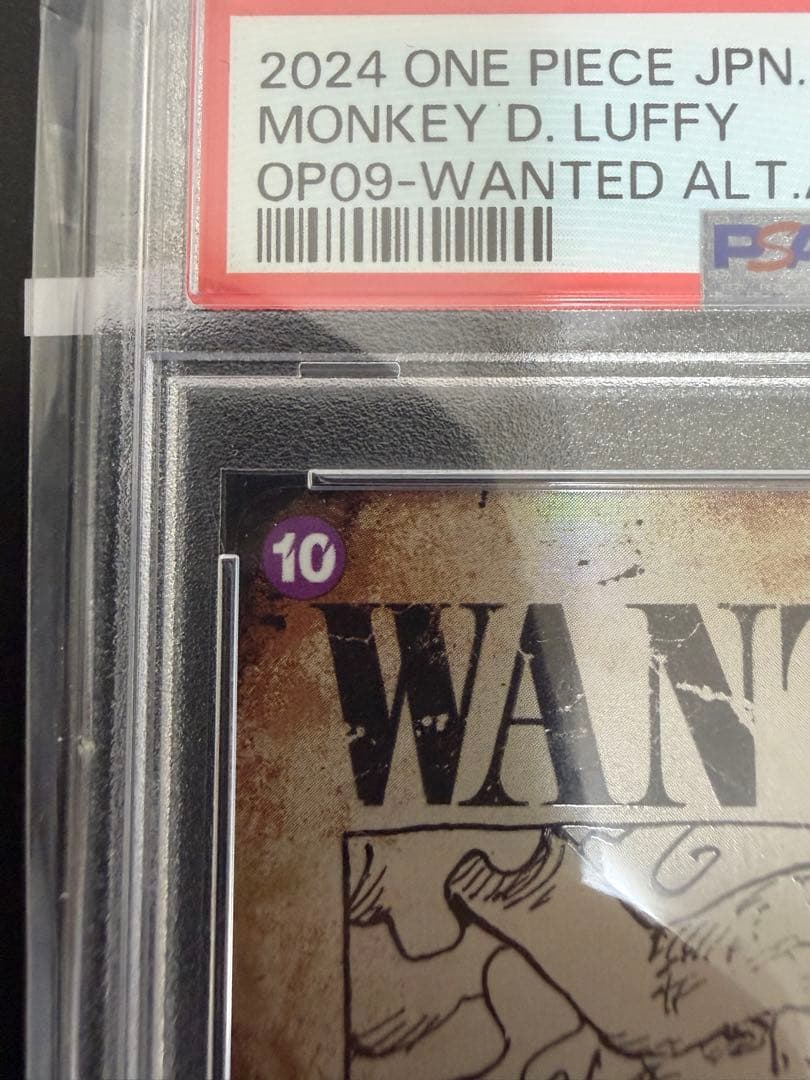 2024 ONE PIECE JPN.
MONKEY D. LUFFY
OP09-WANTED ALT.A
PSA
10
WANT